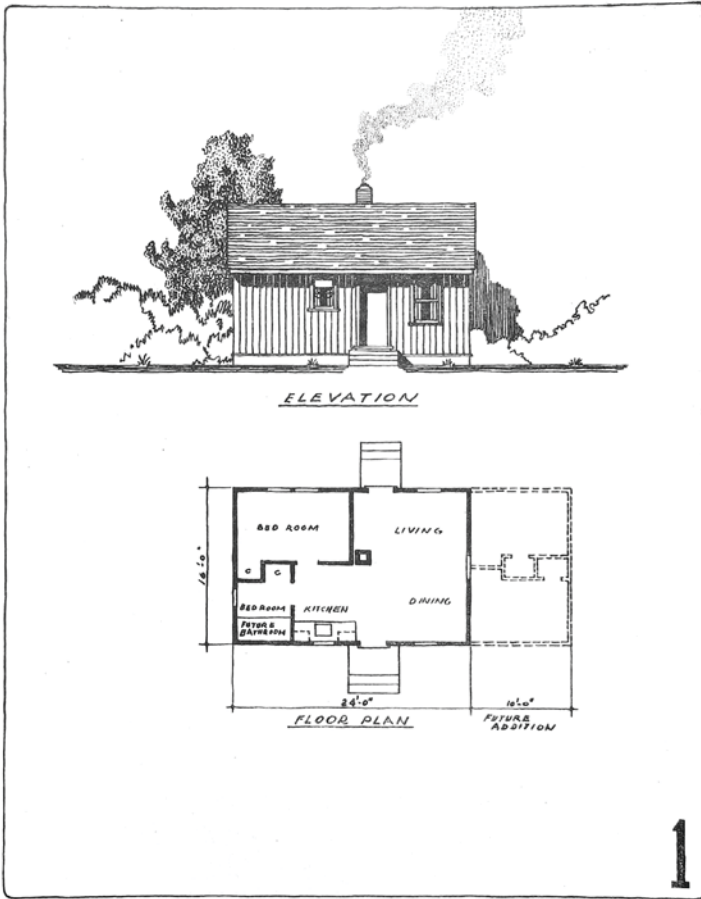 ELEVATION
BED ROOM
LIVING
16'-0"
C C
BED ROOM
KITCHEN
DINING
FUTURE
BATHROOM
24'-0"
10'-0"
FLOOR PLAN
FUTURE
ADDITION
1